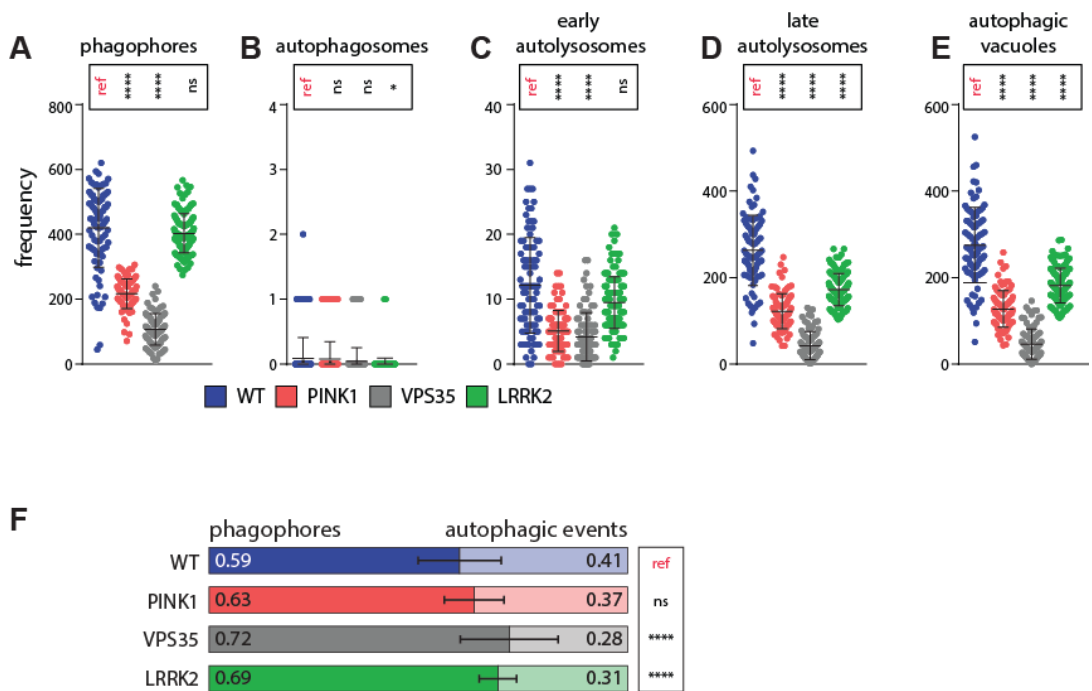 A
phagophores
ref
****
****
ns
800
600
400
200
0
frequency
B
autophagosomes
ref
ns
ns
*
4
3
2
1
0
C
early
autolysosomes
ref
****
****
ns
40
30
20
10
0
D
late
autolysosomes
ref
****
****
****
600
400
200
0
E
autophagic
vacuoles
ref
****
****
****
600
400
200
0
WT PINK1 VPS35 LRRK2
F
phagophores autophagic events
WT 0.59 0.41 ref
PINK1 0.63 0.37 ns
VPS35 0.72 0.28 ****
LRRK2 0.69 0.31 ****